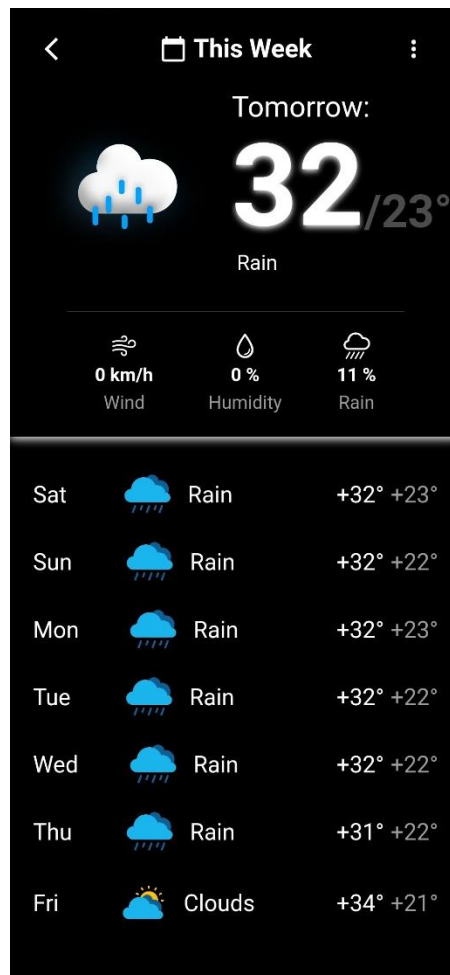 This Week
Tomorrow:
32/23°
Rain
0 km/h 0 % 11 %
Wind Humidity Rain
Sat Rain +32° +23°
Sun Rain +32° +22°
Mon Rain +32° +23°
Tue Rain +32° +22°
Wed Rain +32° +22°
Thu Rain +31° +22°
Fri Clouds +34° +21°